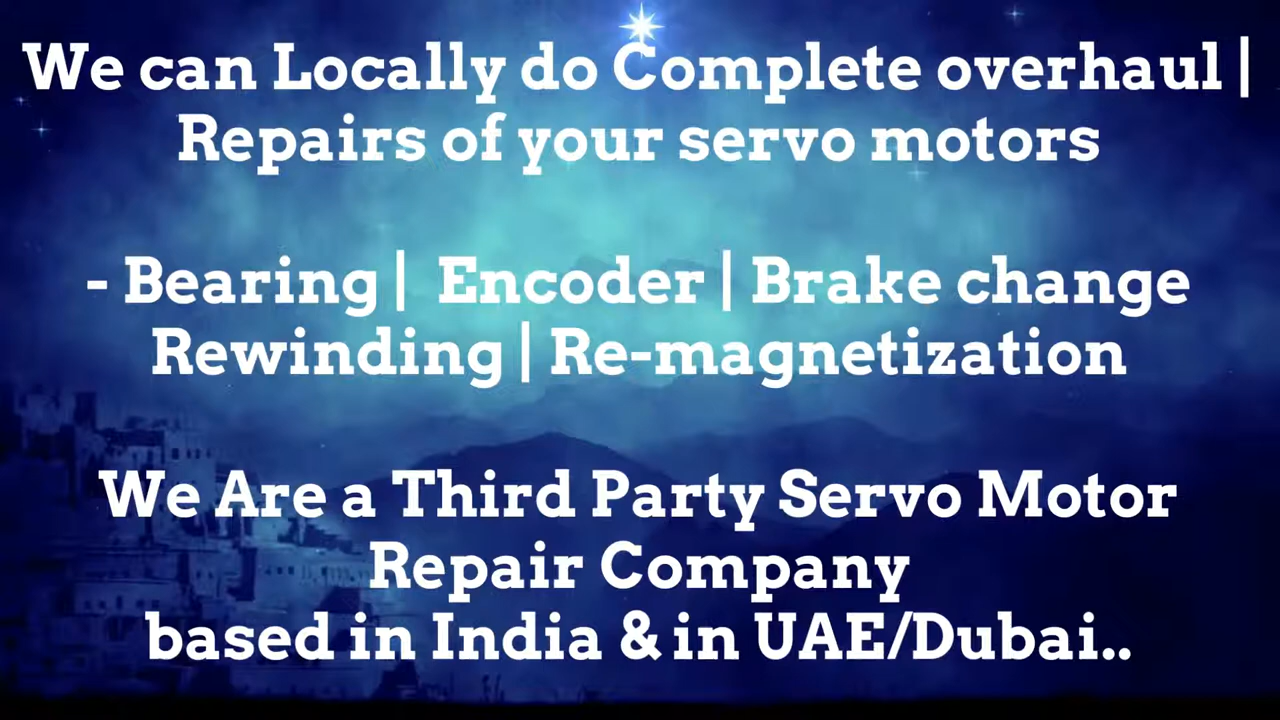 We can Locally do Complete overhaul |
Repairs of your servo motors
- Bearing | Encoder | Brake change
Rewinding | Re-magnetization
We Are a Third Party Servo Motor
Repair Company
based in India & in UAE/Dubai..